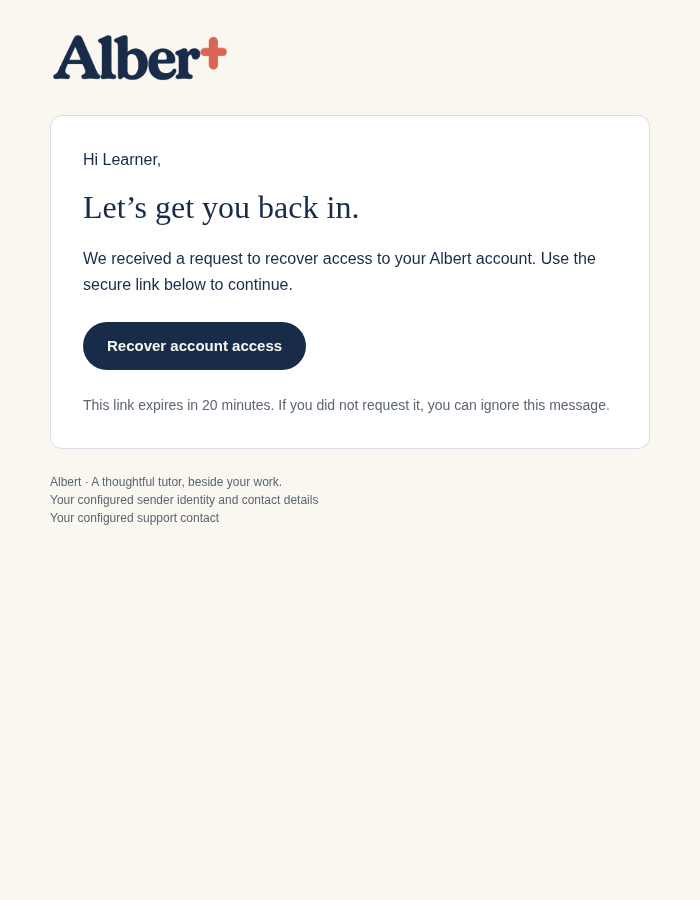 Albert
Hi Learner,
Let’s get you back in.
We received a request to recover access to your Albert account. Use the
secure link below to continue.
Recover account access
This link expires in 20 minutes. If you did not request it, you can ignore this message.
Albert · A thoughtful tutor, beside your work.
Your configured sender identity and contact details
Your configured support contact